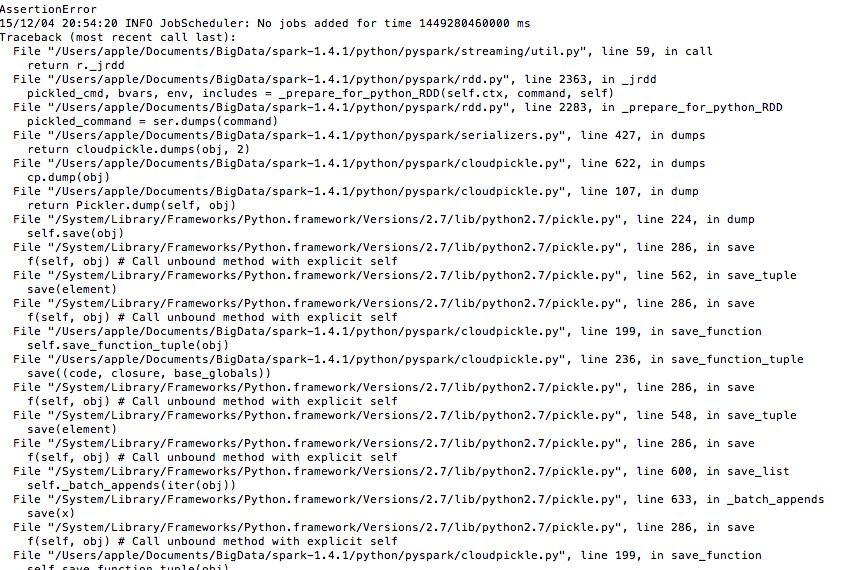 AssertionError
15/12/04 20:54:20 INFO JobScheduler: No jobs added for time 1449280460000 ms
Traceback (most recent call last):
  File "/Users/apple/Documents/BigData/spark-1.4.1/python/pyspark/streaming/util.py", line 59, in call
    return r._jrdd
  File "/Users/apple/Documents/BigData/spark-1.4.1/python/pyspark/rdd.py", line 2363, in _jrdd
    pickled_cmd, bvars, env, includes = _prepare_for_python_RDD(self.ctx, command, self)
  File "/Users/apple/Documents/BigData/spark-1.4.1/python/pyspark/rdd.py", line 2283, in _prepare_for_python_RDD
    pickled_command = ser.dumps(command)
  File "/Users/apple/Documents/BigData/spark-1.4.1/python/pyspark/serializers.py", line 427, in dumps
    return cloudpickle.dumps(obj, 2)
  File "/Users/apple/Documents/BigData/spark-1.4.1/python/pyspark/cloudpickle.py", line 622, in dumps
    cp.dump(obj)
  File "/Users/apple/Documents/BigData/spark-1.4.1/python/pyspark/cloudpickle.py", line 107, in dump
    return Pickler.dump(self, obj)
  File "/System/Library/Frameworks/Python.framework/Versions/2.7/lib/python2.7/pickle.py", line 224, in dump
    self.save(obj)
  File "/System/Library/Frameworks/Python.framework/Versions/2.7/lib/python2.7/pickle.py", line 286, in save
    f(self, obj) # Call unbound method with explicit self
  File "/System/Library/Frameworks/Python.framework/Versions/2.7/lib/python2.7/pickle.py", line 562, in save_tuple
    save(element)
  File "/System/Library/Frameworks/Python.framework/Versions/2.7/lib/python2.7/pickle.py", line 286, in save
    f(self, obj) # Call unbound method with explicit self
  File "/Users/apple/Documents/BigData/spark-1.4.1/python/pyspark/cloudpickle.py", line 199, in save_function
    self.save_function_tuple(obj)
  File "/Users/apple/Documents/BigData/spark-1.4.1/python/pyspark/cloudpickle.py", line 236, in save_function_tuple
    save((code, closure, base_globals))
  File "/System/Library/Frameworks/Python.framework/Versions/2.7/lib/python2.7/pickle.py", line 286, in save
    f(self, obj) # Call unbound method with explicit self
  File "/System/Library/Frameworks/Python.framework/Versions/2.7/lib/python2.7/pickle.py", line 548, in save_tuple
    save(element)
  File "/System/Library/Frameworks/Python.framework/Versions/2.7/lib/python2.7/pickle.py", line 286, in save
    f(self, obj) # Call unbound method with explicit self
  File "/System/Library/Frameworks/Python.framework/Versions/2.7/lib/python2.7/pickle.py", line 600, in save_list
    self._batch_appends(iter(obj))
  File "/System/Library/Frameworks/Python.framework/Versions/2.7/lib/python2.7/pickle.py", line 633, in _batch_appends
    save(x)
  File "/System/Library/Frameworks/Python.framework/Versions/2.7/lib/python2.7/pickle.py", line 286, in save
    f(self, obj) # Call unbound method with explicit self
  File "/Users/apple/Documents/BigData/spark-1.4.1/python/pyspark/cloudpickle.py", line 199, in save_function
    self.save_function_tuple(obj)